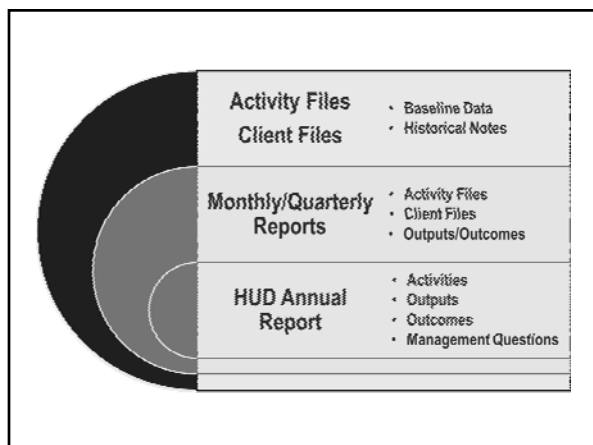 Activity Files
Client Files
• Baseline Data
• Historical Notes
Monthly/Quarterly
Reports
• Activity Files
• Client Files
• Outputs/Outcomes
HUD Annual
Report
• Activities
• Outputs
• Outcomes
• Management Questions